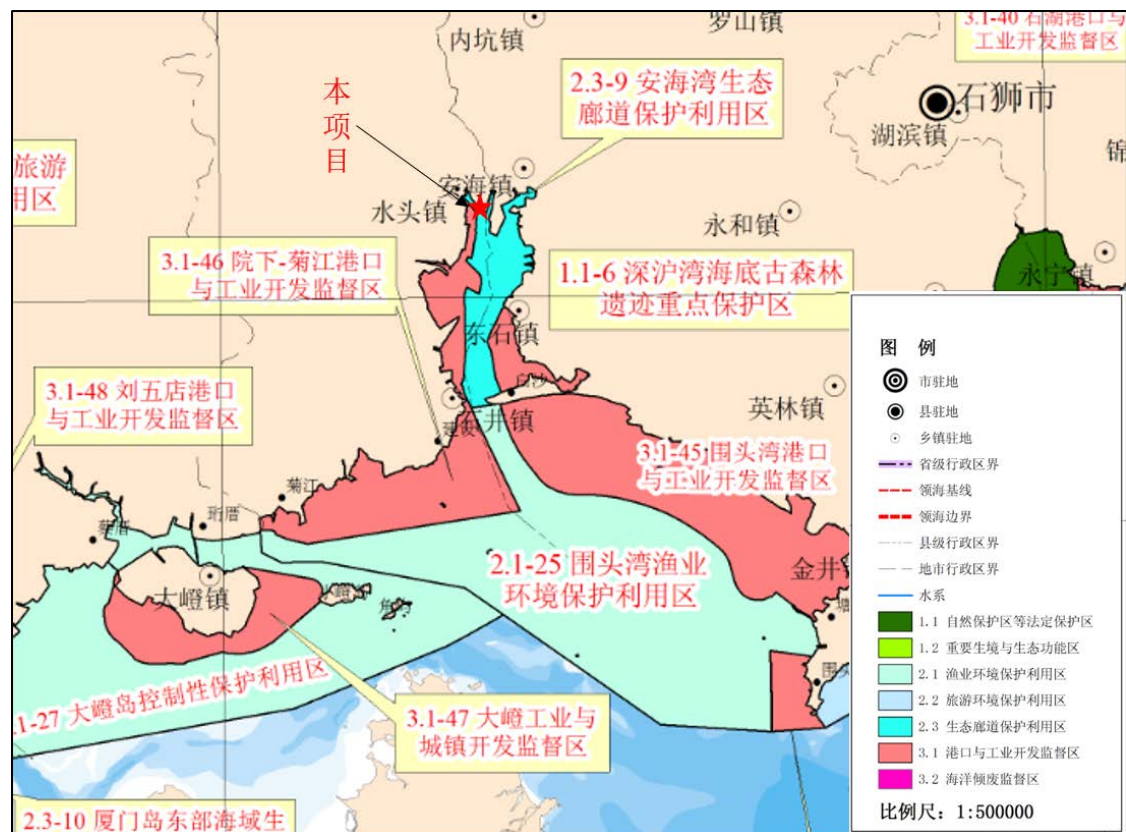 内坑镇
罗山镇
3.1-40 石湖港口与
工业开发监督区
本项目
2.3-9 安海湾生态
廊道保护利用区
石狮市
湖滨镇
锦
旅游
用区
安海镇
水头镇
永和镇
3.1-46 院下-菊江港口
与工业开发监督区
1.1-6 深沪湾海底古森林
遗迹重点保护区
永宁镇
东石镇
3.1-48 刘五店港口
与工业开发监督区
白沙
井镇
英林镇
3.1-45围头湾港口
与工业开发监督区
菊江
珩厝
2.1-25 围头湾渔业
环境保护利用区
金井
大嶝镇
角
塘
围
1-27 大嶝岛控制性保护利用区
3.1-47 大嶝工业与
城镇开发监督区
2.3-10 厦门岛东部海域生
图 例
市驻地
县驻地
乡镇驻地
省级行政区界
领海基线
领海边界
县级行政区界
地市行政区界
水系
1.1 自然保护区等法定保护区
1.2 重要生境与生态功能区
2.1 渔业环境保护利用区
2.2 旅游环境保护利用区
2.3 生态廊道保护利用区
3.1 港口与工业开发监督区
3.2 海洋倾废监督区
比例尺：1:500000